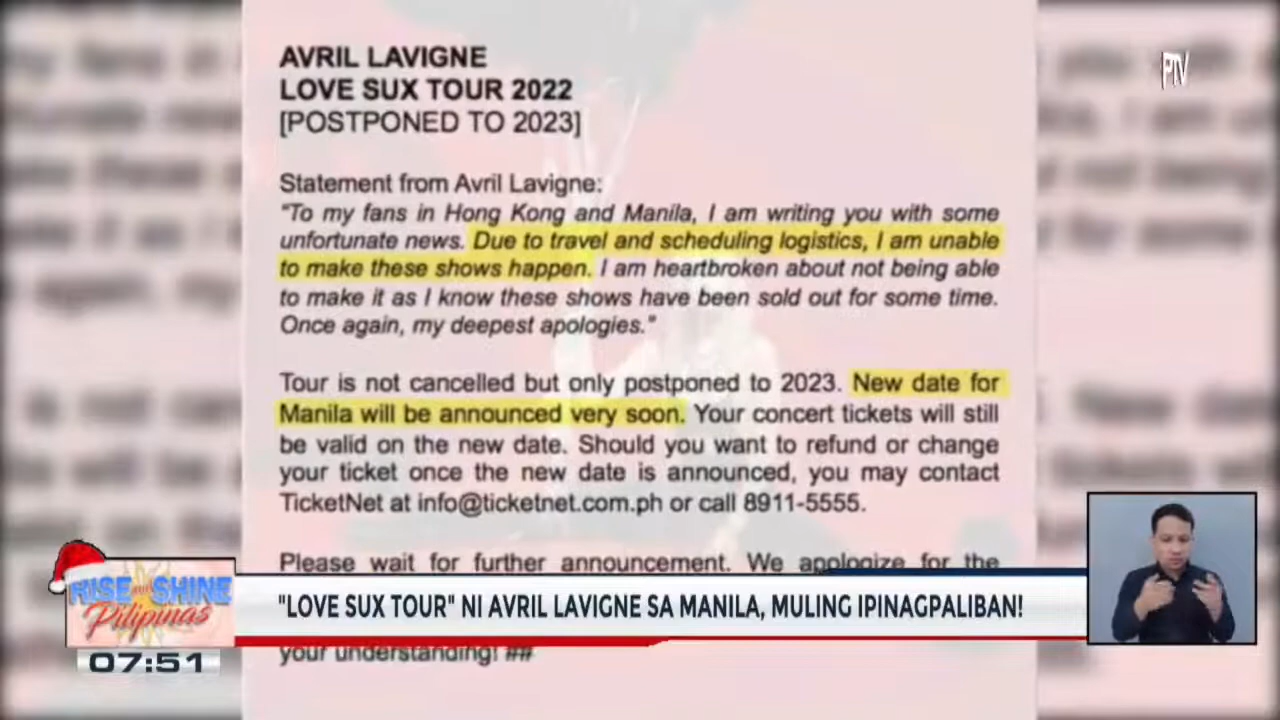 AVRIL LAVIGNE
LOVE SUX TOUR 2022
[POSTPONED TO 2023]
PTV
Statement from Avril Lavigne:
"To my fans in Hong Kong and Manila, I am writing you with some
unfortunate news. Due to travel and scheduling logistics, I am unable
to make these shows happen. I am heartbroken about not being able
to make it as I know these shows have been sold out for some time.
Once again, my deepest apologies."
Tour is not cancelled but only postponed to 2023. New date for
Manila will be announced very soon. Your concert tickets will still
be valid on the new date. Should you want to refund or change
your ticket once the new date is announced, you may contact
TicketNet at info@ticketnet.com.ph or call 8911-5555.
Please wait for further announcement. We apologize for the
RISE and SHINE
Pilipinas
"LOVE SUX TOUR" NI AVRIL LAVIGNE SA MANILA, MULING IPINAGPALIBAN!
07:51
your understanding! ##